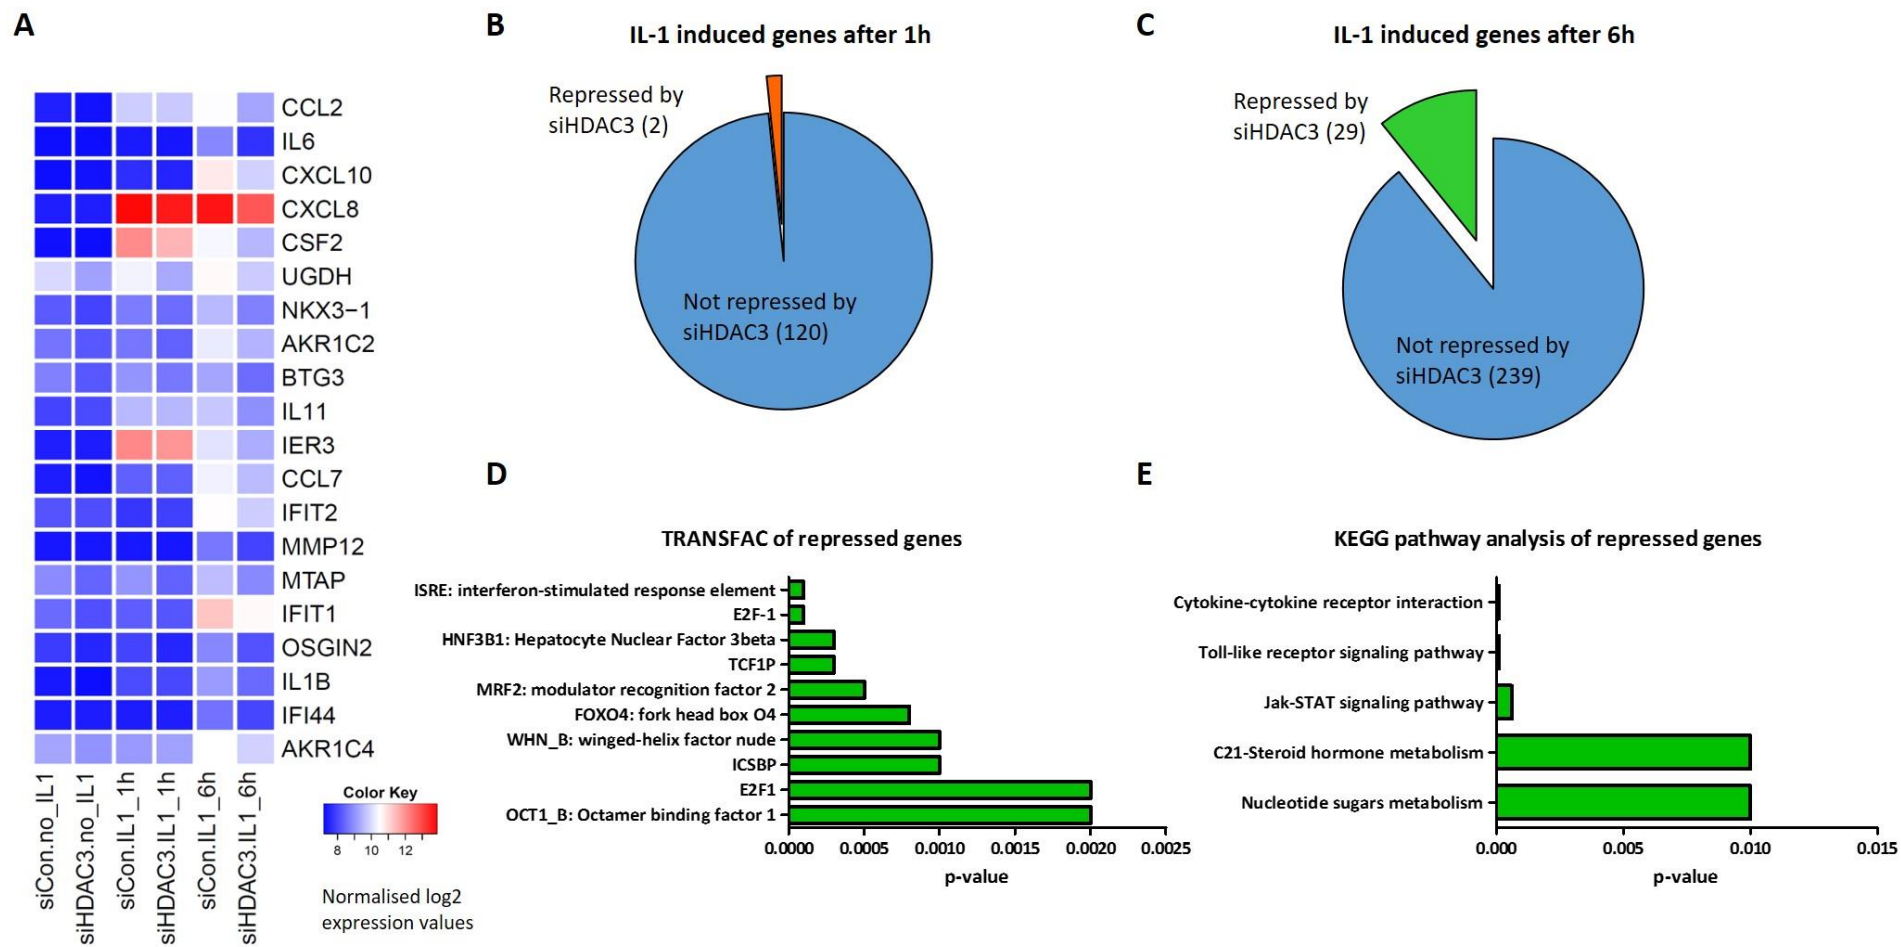 A
CCL2
IL6
CXCL10
CXCL8
CSF2
UGDH
NKX3−1
AKR1C2
BTG3
IL11
IER3
CCL7
IFIT2
MMP12
MTAP
IFIT1
OSGIN2
IL1B
IFI44
AKR1C4
siCon.no_IL1
siHDAC3.no_IL1
siCon.IL1_1h
siHDAC3.IL1_1h
siCon.IL1_6h
siHDAC3.IL1_6h
Color Key
8 10 12
Normalised log2
expression values
B
IL-1 induced genes after 1h
Repressed by
siHDAC3 (2)
Not repressed by
siHDAC3 (120)
C
IL-1 induced genes after 6h
Repressed by
siHDAC3 (29)
Not repressed by
siHDAC3 (239)
D
TRANSFAC of repressed genes
ISRE: interferon-stimulated response element
E2F-1
HNF3B1: Hepatocyte Nuclear Factor 3beta
TCF1P
MRF2: modulator recognition factor 2
FOXO4: fork head box O4
WHN_B: winged-helix factor nude
ICSBP
E2F1
OCT1_B: Octamer binding factor 1
0.0000 0.0005 0.0010 0.0015 0.0020 0.0025
p-value
E
KEGG pathway analysis of repressed genes
Cytokine-cytokine receptor interaction
Toll-like receptor signaling pathway
Jak-STAT signaling pathway
C21-Steroid hormone metabolism
Nucleotide sugars metabolism
0.000 0.005 0.010 0.015
p-value